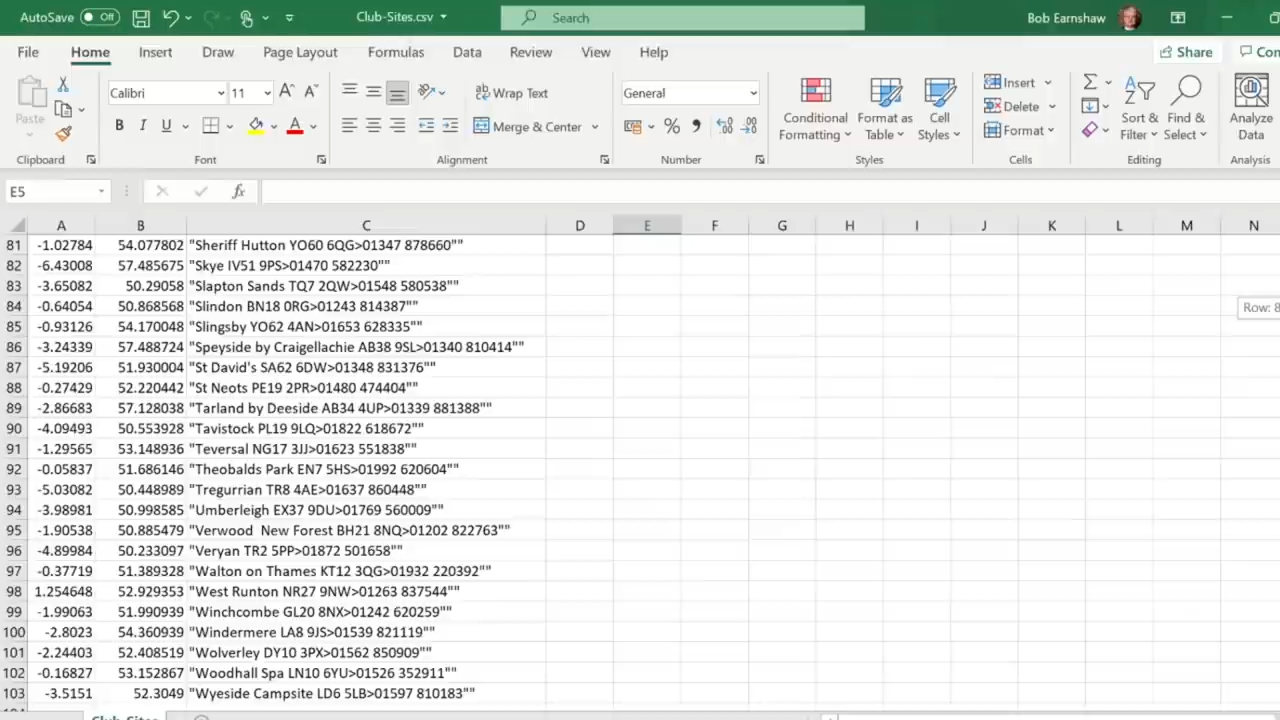 AutoSave Off Club-Sites.csv Search Bob Earnshaw
File Home Insert Draw Page Layout Formulas Data Review View Help Share
Calibri 11 Wrap Text General Insert
Paste B I U Merge & Center Conditional Formatting Format as Table Cell Styles Delete Sort & Filter Find & Select Analyze Data
Format
Clipboard Font Alignment Number Styles Cells Editing Analysis
E5 fx
A B C D E F G H I J K L M N
81 -1.02784 54.077802 "Sheriff Hutton YO60 6QG>01347 878660""
82 -6.43008 57.485675 "Skye IV51 9PS>01470 582230""
83 -3.65082 50.29058 "Slapton Sands TQ7 2QW>01548 580538""
84 -0.64054 50.868568 "Slindon BN18 0RG>01243 814387"" Row: 8
85 -0.93126 54.170048 "Slingsby YO62 4AN>01653 628335""
86 -3.24339 57.488724 "Speyside by Craigellachie AB38 9SL>01340 810414""
87 -5.19206 51.930004 "St David's SA62 6DW>01348 831376""
88 -0.27429 52.220442 "St Neots PE19 2PR>01480 474404""
89 -2.86683 57.128038 "Tarland by Deeside AB34 4UP>01339 881388""
90 -4.09493 50.553928 "Tavistock PL19 9LQ>01822 618672""
91 -1.29565 53.148936 "Teversal NG17 3JJ>01623 551838""
92 -0.05837 51.686146 "Theobalds Park EN7 5HS>01992 620604""
93 -5.03082 50.448989 "Tregurrian TR8 4AE>01637 860448""
94 -3.98981 50.998585 "Umberleigh EX37 9DU>01769 560009""
95 -1.90538 50.885479 "Verwood  New Forest BH21 8NQ>01202 822763""
96 -4.89984 50.233097 "Veryan TR2 5PP>01872 501658""
97 -0.37719 51.389328 "Walton on Thames KT12 3QG>01932 220392""
98 1.254648 52.929353 "West Runton NR27 9NW>01263 837544""
99 -1.99063 51.990939 "Winchcombe GL20 8NX>01242 620259""
100 -2.8023 54.360939 "Windermere LA8 9JS>01539 821119""
101 -2.24403 52.408519 "Wolverley DY10 3PX>01562 850909""
102 -0.16827 53.152867 "Woodhall Spa LN10 6YU>01526 352911""
103 -3.5151 52.3049 "Wyeside Campsite LD6 5LB>01597 810183""
Club-Sites